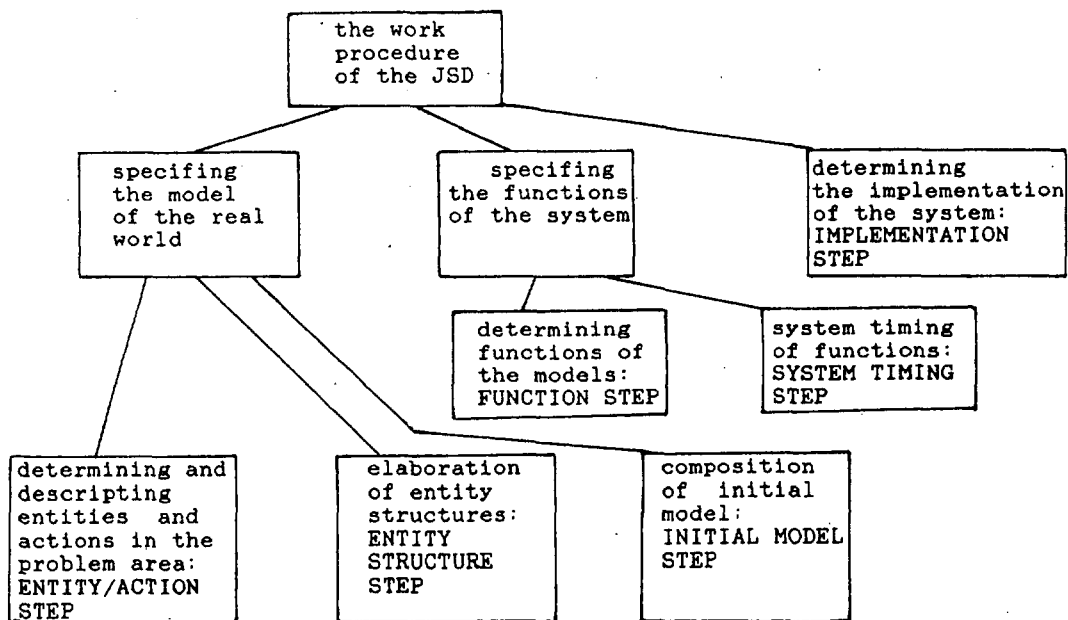 the work
procedure
of the JSD
specifing
the model
of the real
world
specifing
the functions
of the system
determining
the implementation
of the system:
IMPLEMENTATION
STEP
determining
functions of
the models:
FUNCTION STEP
system timing
of functions:
SYSTEM TIMING
STEP
determining and
descripting
entities and
actions in the
problem area:
ENTITY/ACTION
STEP
elaboration
of entity
structures:
ENTITY
STRUCTURE
STEP
composition
of initial
model:
INITIAL MODEL
STEP